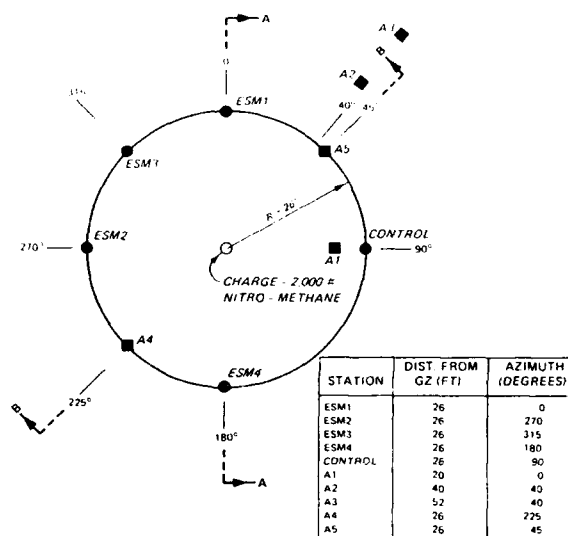 A
A3
B
A2
0
315
ESM1
40°
45°
A5
ESM3
CONTROL
270°
ESM2
A1
90°
CHARGE - 2,000 #
NITRO - METHANE
A4
ESM4
225°
B
180°
A
STATION DIST. FROM GZ (FT) AZIMUTH (DEGREES)
ESM1 26 0
ESM2 26 270
ESM3 26 315
ESM4 26 180
CONTROL 26 90
A1 20 0
A2 40 40
A3 52 40
A4 26 225
A5 26 45